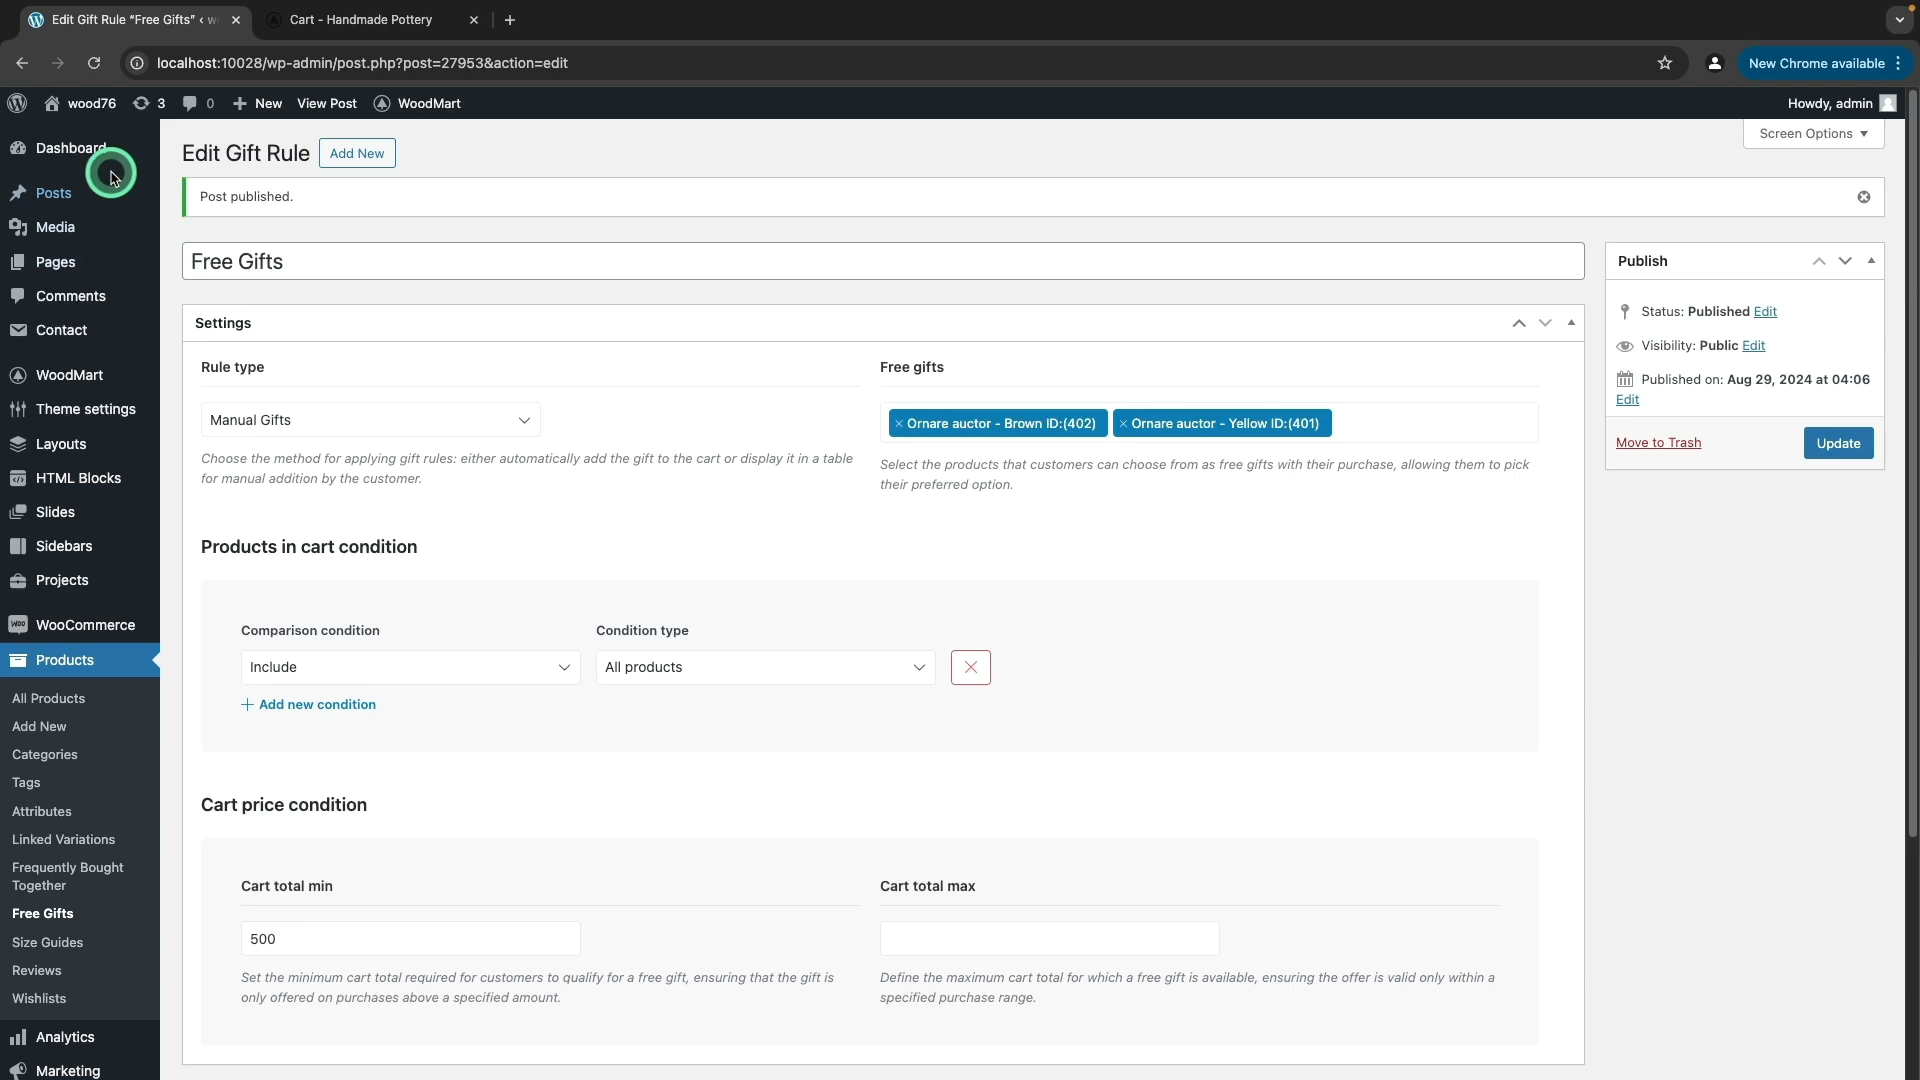 Edit Gift Rule “Free Gifts” ‹ w
Cart - Handmade Pottery
localhost:10028/wp-admin/post.php?post=27953&action=edit
New Chrome available
wood76
3
0
New
View Post
WoodMart
Howdy, admin
Dashboard
Posts
Media
Pages
Comments
Contact
WoodMart
Theme settings
Layouts
HTML Blocks
Slides
Sidebars
Projects
WooCommerce
Products
All Products
Add New
Categories
Tags
Attributes
Linked Variations
Frequently Bought
Together
Free Gifts
Size Guides
Reviews
Wishlists
Analytics
Marketing
Screen Options
Edit Gift Rule
Add New
Post published.
Free Gifts
Settings
Rule type
Manual Gifts
Choose the method for applying gift rules: either automatically add the gift to the cart or display it in a table
for manual addition by the customer.
Free gifts
× Ornare auctor - Brown ID:(402)
× Ornare auctor - Yellow ID:(401)
Select the products that customers can choose from as free gifts with their purchase, allowing them to pick
their preferred option.
Products in cart condition
Comparison condition
Condition type
Include
All products
Add new condition
Cart price condition
Cart total min
500
Set the minimum cart total required for customers to qualify for a free gift, ensuring that the gift is
only offered on purchases above a specified amount.
Cart total max
Define the maximum cart total for which a free gift is available, ensuring the offer is valid only within a
specified purchase range.
Publish
Status: Published Edit
Visibility: Public Edit
Published on: Aug 29, 2024 at 04:06
Edit
Move to Trash
Update